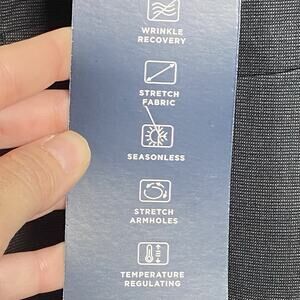 WRINKLE
RECOVERY
STRETCH
FABRIC
SEASONLESS
STRETCH
ARMHOLES
TEMPERATURE
REGULATING